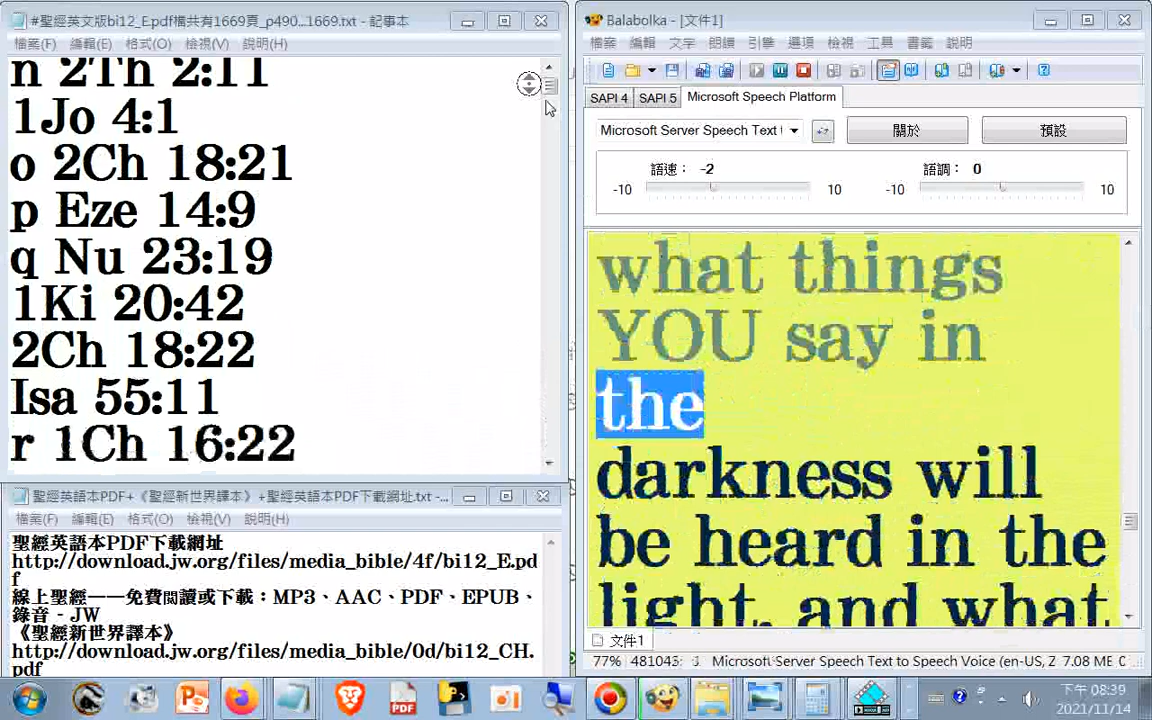 #聖經英文版bi12_E.pdf檔共有1669頁_p490...1669.txt - 記事本
檔案(F) 編輯(E) 格式(O) 檢視(V) 說明(H)
n 2Th 2:11
1Jo 4:1
o 2Ch 18:21
p Eze 14:9
q Nu 23:19
1Ki 20:42
2Ch 18:22
Isa 55:11
r 1Ch 16:22
聖經英語本PDF+《聖經新世界譯本》+聖經英語本PDF下載網址.txt - ...
檔案(F) 編輯(E) 格式(O) 檢視(V) 說明(H)
聖經英語本PDF下載網址
http://download.jw.org/files/media_bible/4f/bi12_E.pd
f
線上聖經——免費閱讀或下載：MP3、AAC、PDF、EPUB、
錄音 - JW
《聖經新世界譯本》
http://download.jw.org/files/media_bible/0d/bi12_CH.
pdf
Balabolka - [文件1]
檔案 編輯 文字 朗讀 引擎 選項 檢視 工具 書籤 說明
SAPI 4 SAPI 5 Microsoft Speech Platform
Microsoft Server Speech Text 關於 預設
語速： -2 語調： 0
-10 10 -10 10
what things
YOU say in
the
darkness will
be heard in the
light, and what
文件1
77% 481043: 1 Microsoft Server Speech Text to Speech Voice (en-US, Z 7.08 ME
PDF
下午 08:39
2021/11/14